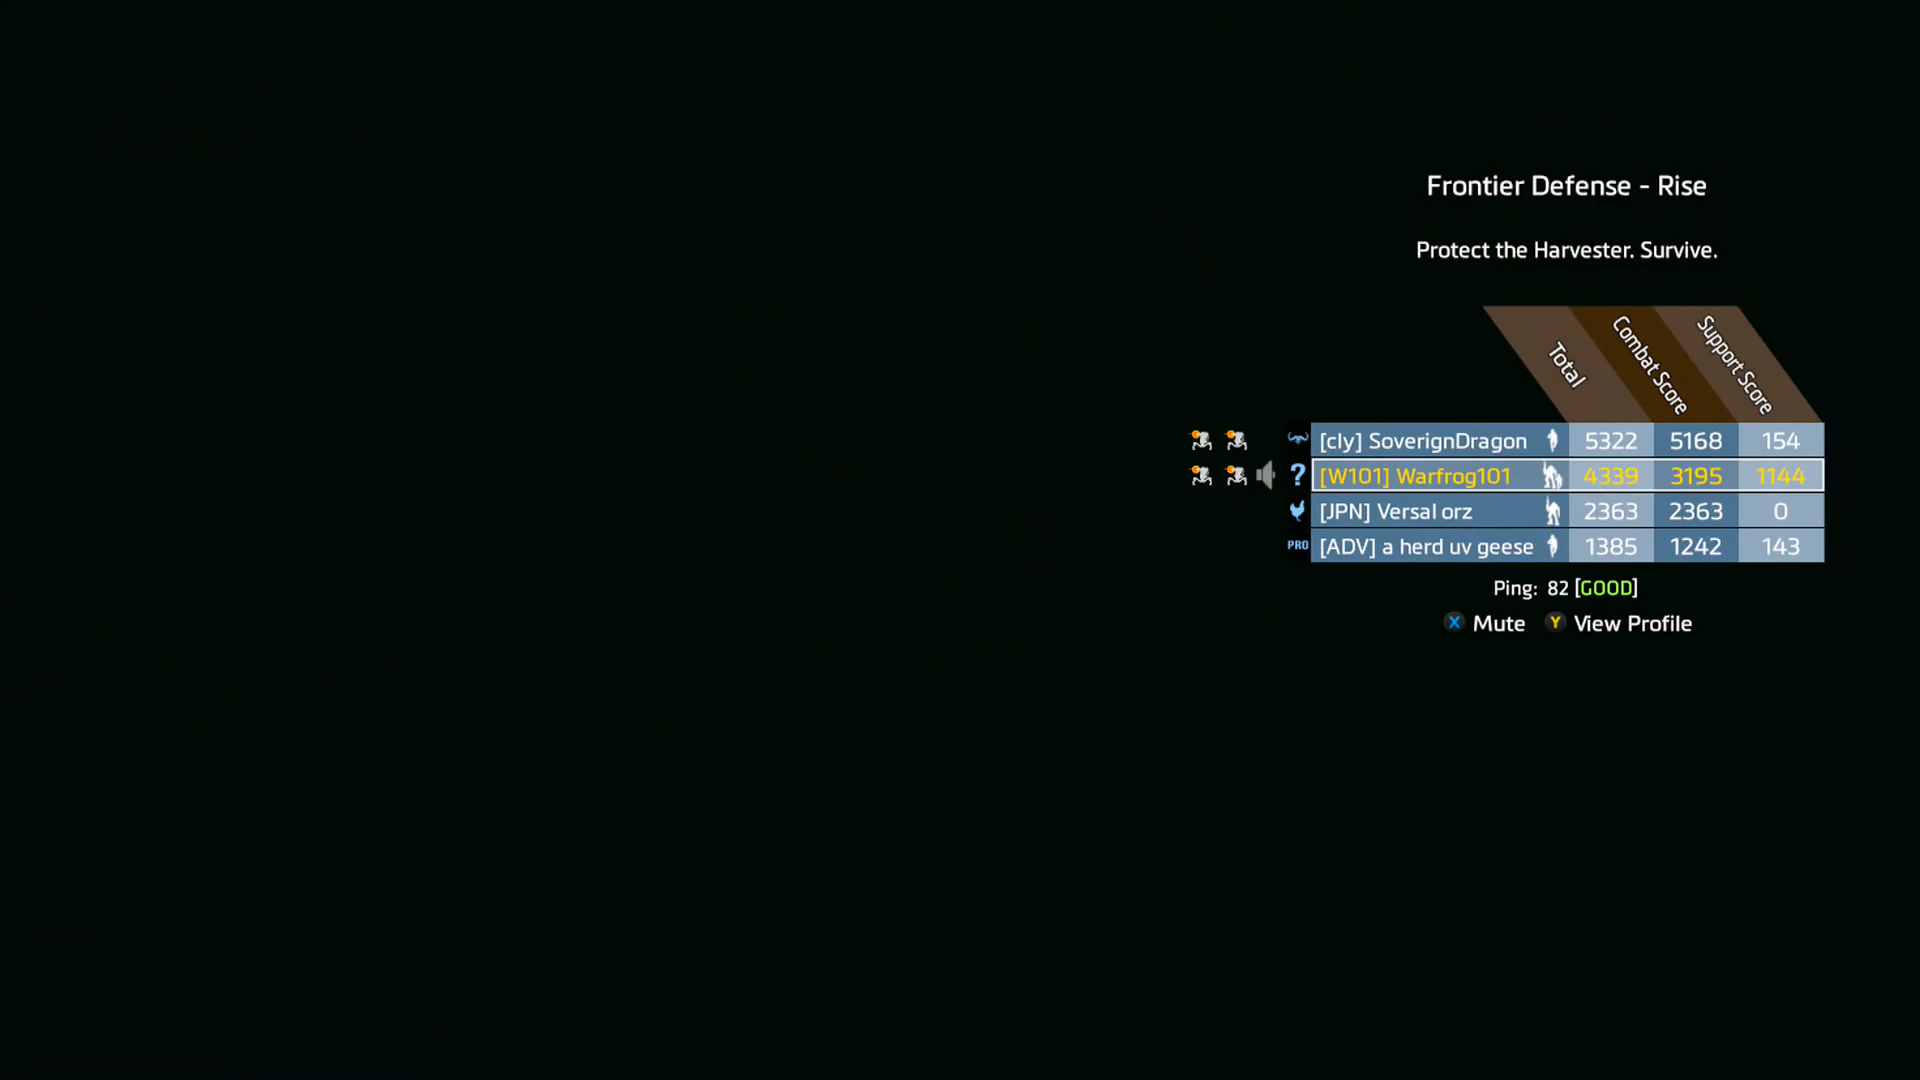 Frontier Defense - Rise
Protect the Harvester. Survive.
Total Combat Score Support Score
[cly] SoverignDragon 5322 5168 154
? [W101] Warfrog101 4339 3195 1144
[JPN] Versal orz 2363 2363 0
PRO [ADV] a herd uv geese 1385 1242 143
Ping: 82 [GOOD]
X Mute Y View Profile